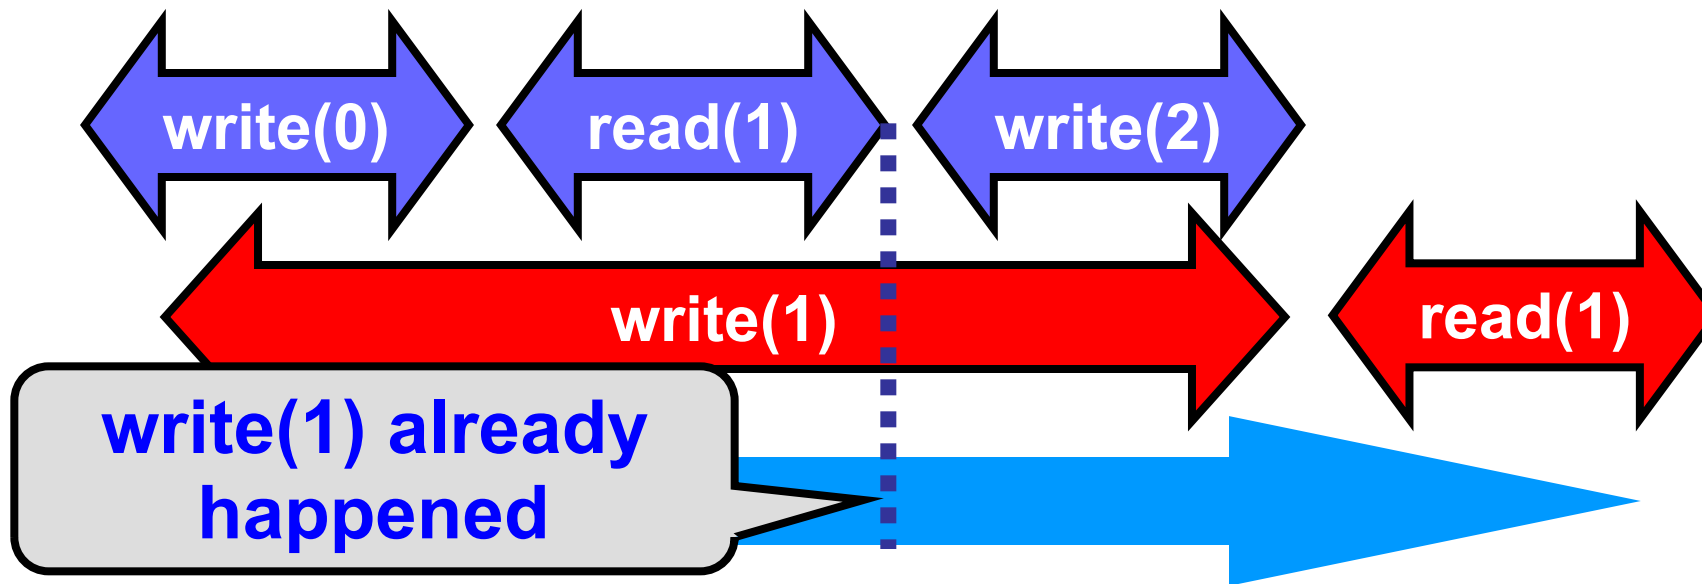 write(0) read(1) write(2)
write(1) read(1)
write(1) already
happened